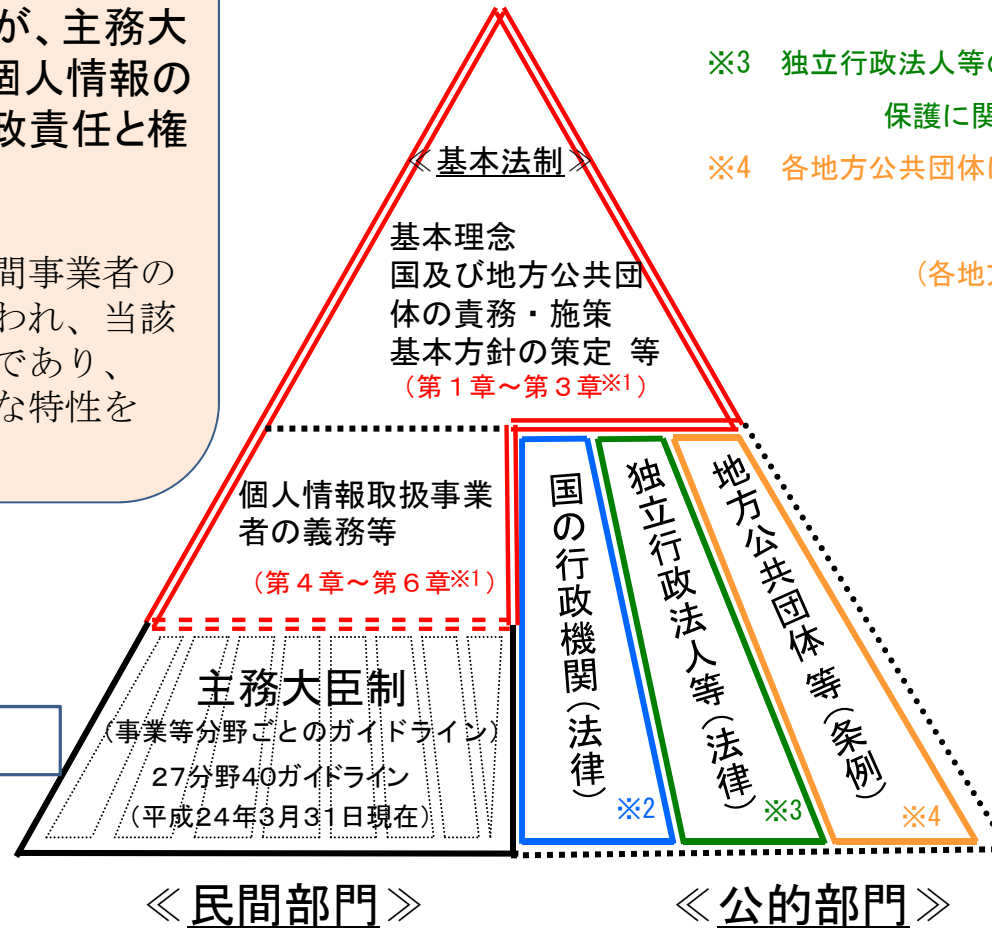 が、主務大
個人情報の
政責任と権
間事業者の
われ、当該
であり、
な特性を
※3 独立行政法人等の
保護に関
※4 各地方公共団体に
(各地方
≪基本法制≫
基本理念
国及び地方公共団
体の責務・施策
基本方針の策定 等
(第1章～第3章※1)
個人情報取扱事業
者の義務等
(第4章～第6章※1)
主務大臣制
(事業等分野ごとのガイドライン)
27分野40ガイドライン
(平成24年3月31日現在)
国の行政機関(法律)
※2
独立行政法人等(法律)
※3
地方公共団体等(条例)
※4
≪民間部門≫
≪公的部門≫